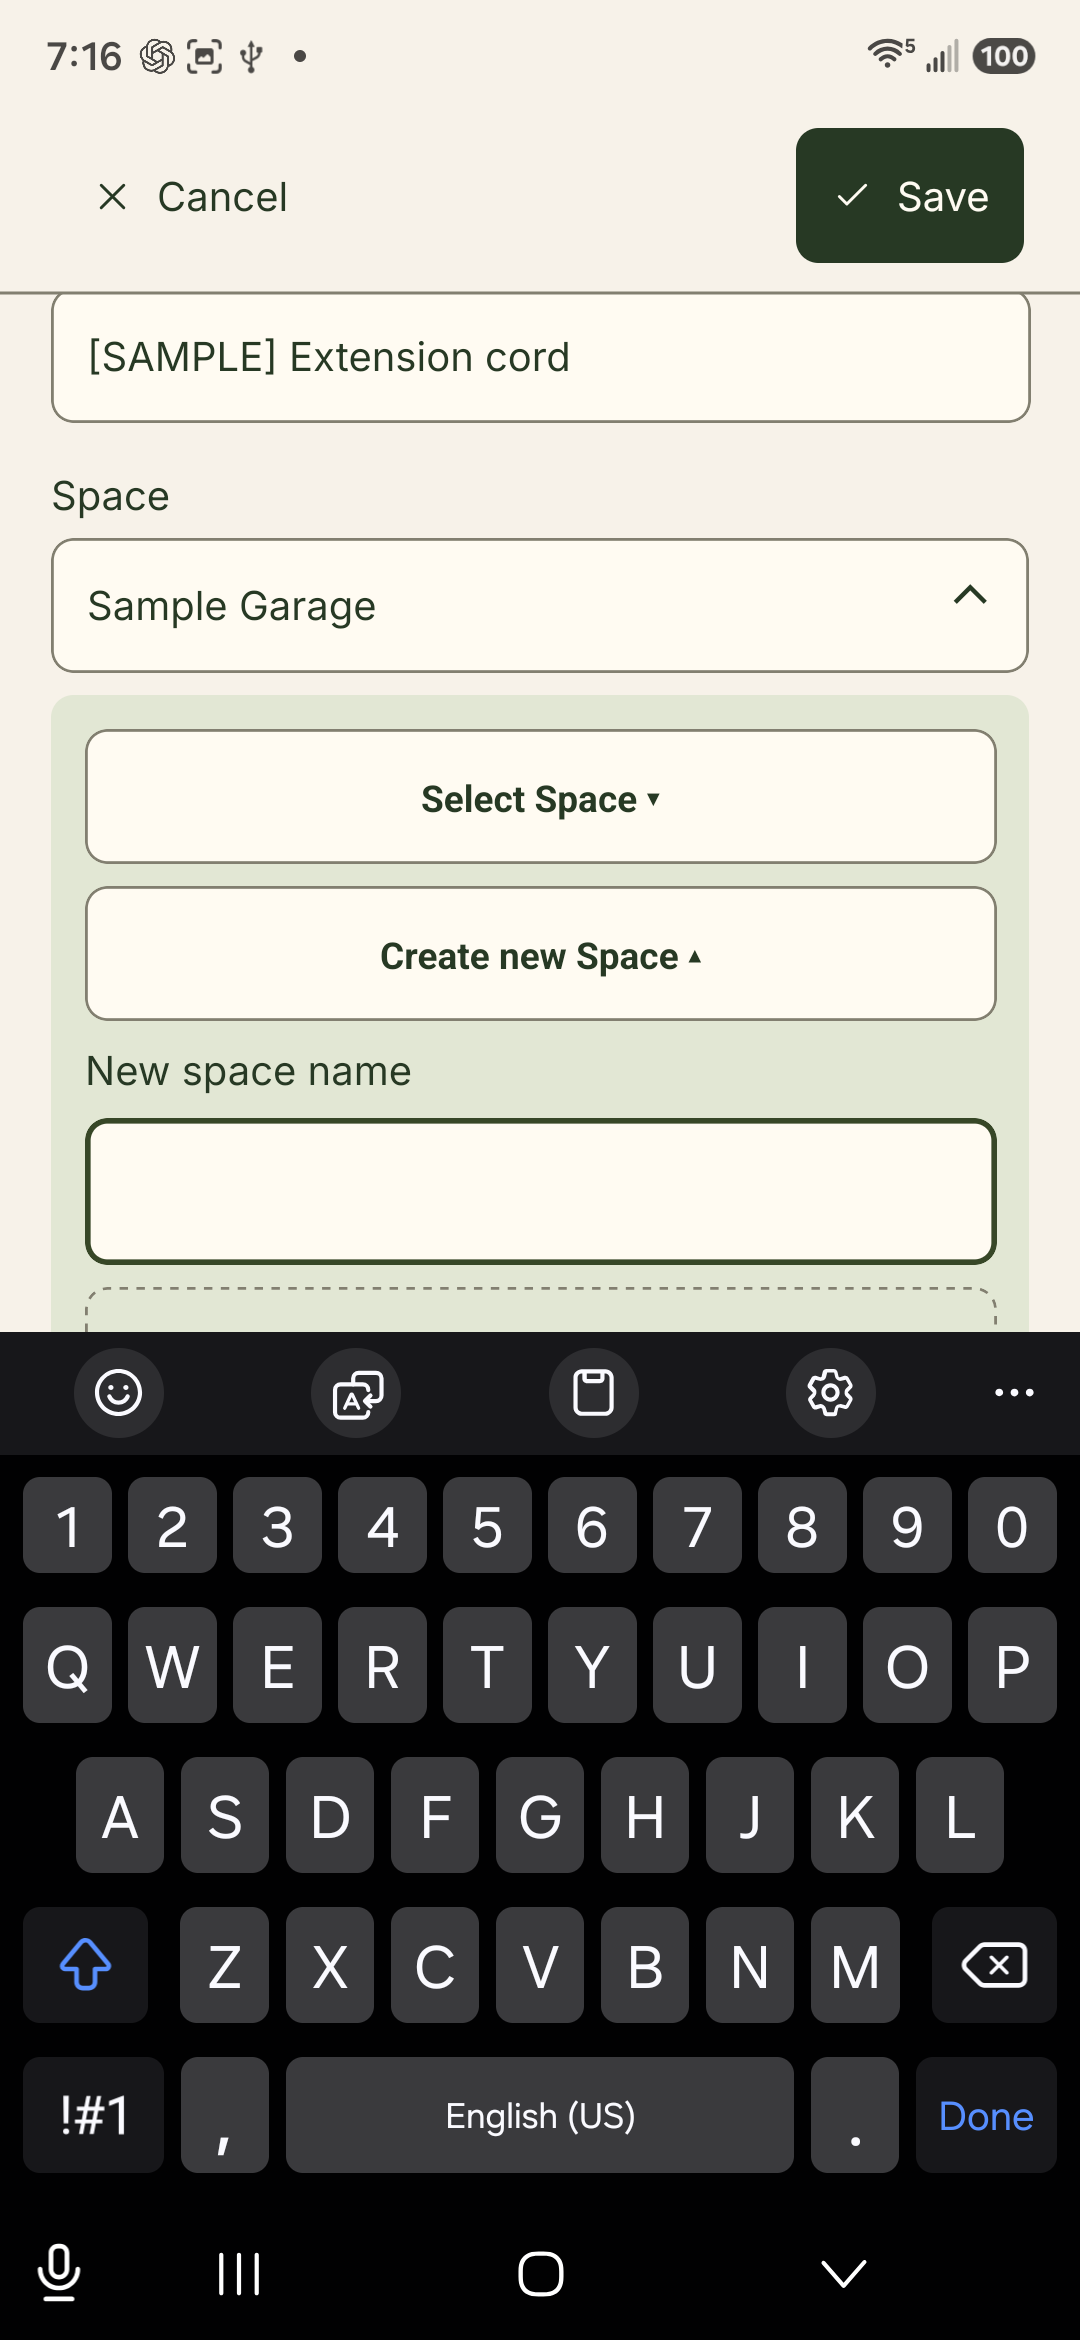 7:16
5
100
Cancel
Save
[SAMPLE] Extension cord
Space
Sample Garage
Select Space ▾
Create new Space ▴
New space name
1 2 3 4 5 6 7 8 9 0
Q W E R T Y U I O P
A S D F G H J K L
Z X C V B N M
!#1 , English (US) . Done